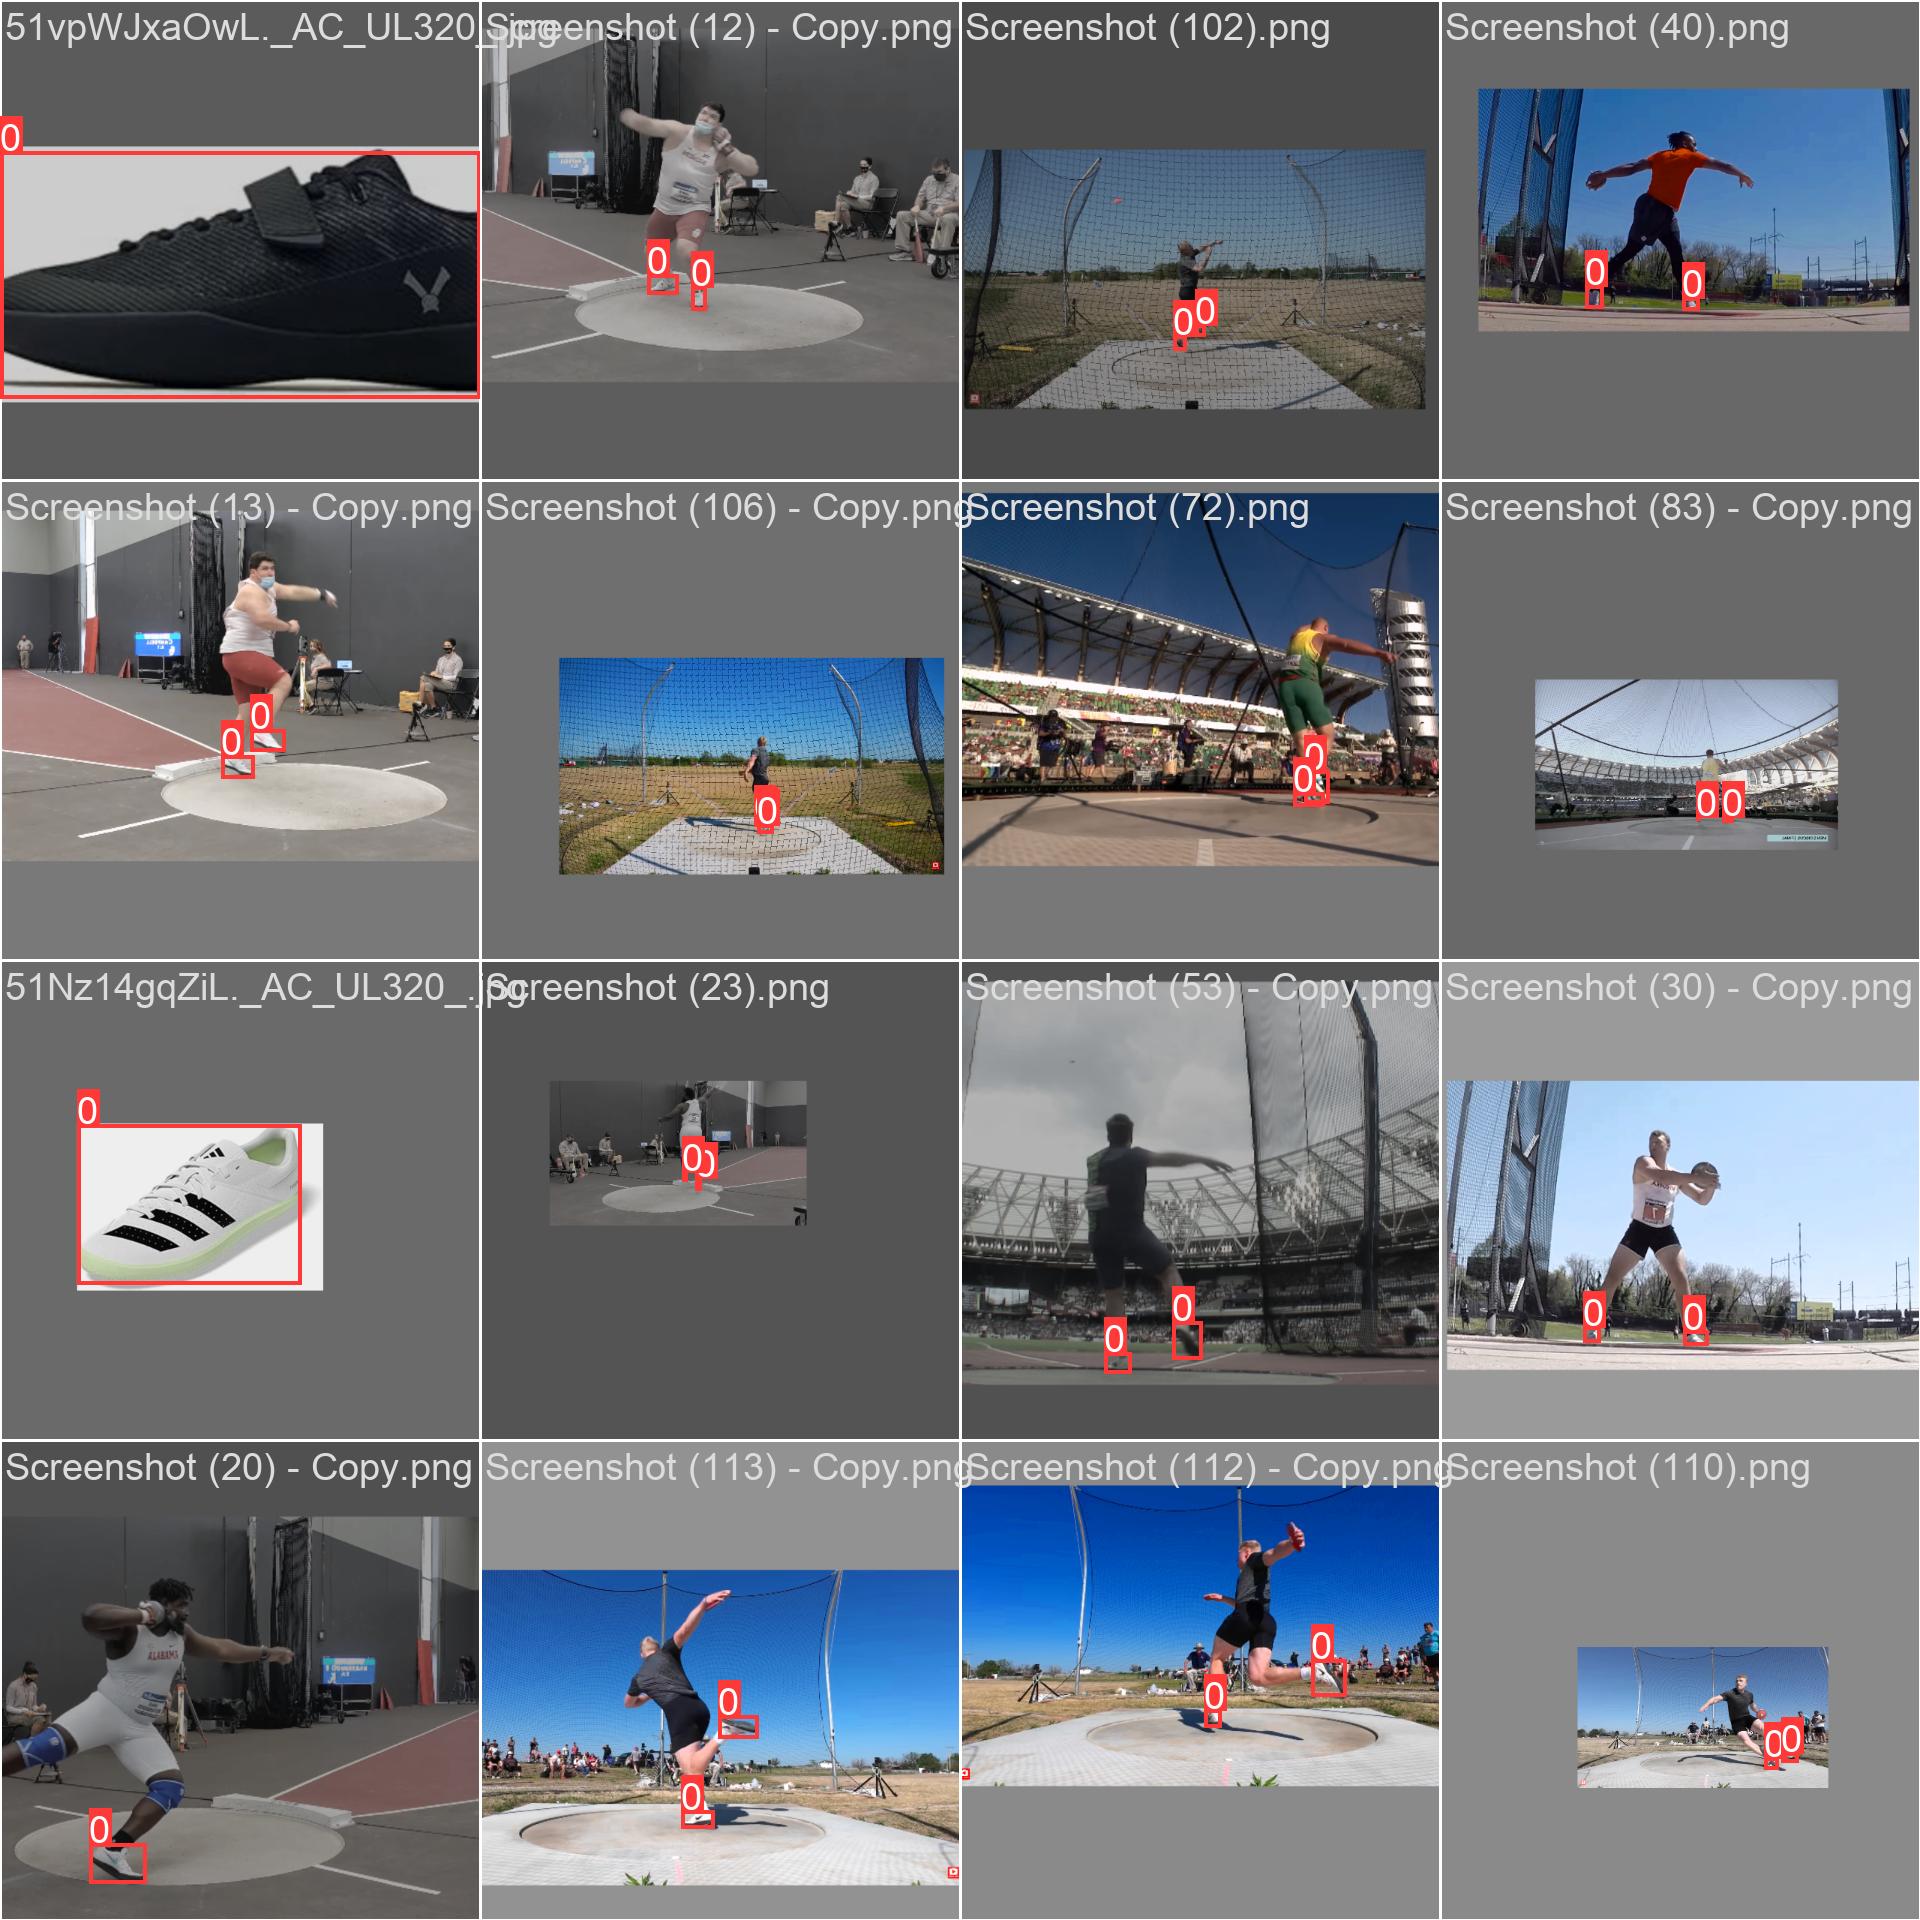 51vpWJxaOwL._AC_UL320_.jpg
Screenshot (12) - Copy.png
Screenshot (102).png
Screenshot (40).png
0
0
0
0
0
0
0
0
0
Screenshot (13) - Copy.png
Screenshot (106) - Copy.png
Screenshot (72).png
Screenshot (83) - Copy.png
0
0
0
0
0
0
0
51Nz14gqZiL._AC_UL320_.jpg
Screenshot (23).png
Screenshot (53) - Copy.png
Screenshot (30) - Copy.png
0
0
0
0
0
0
0
Screenshot (20) - Copy.png
Screenshot (113) - Copy.png
Screenshot (112) - Copy.png
Screenshot (110).png
ALABAMA
0
0
0
0
0
0
0